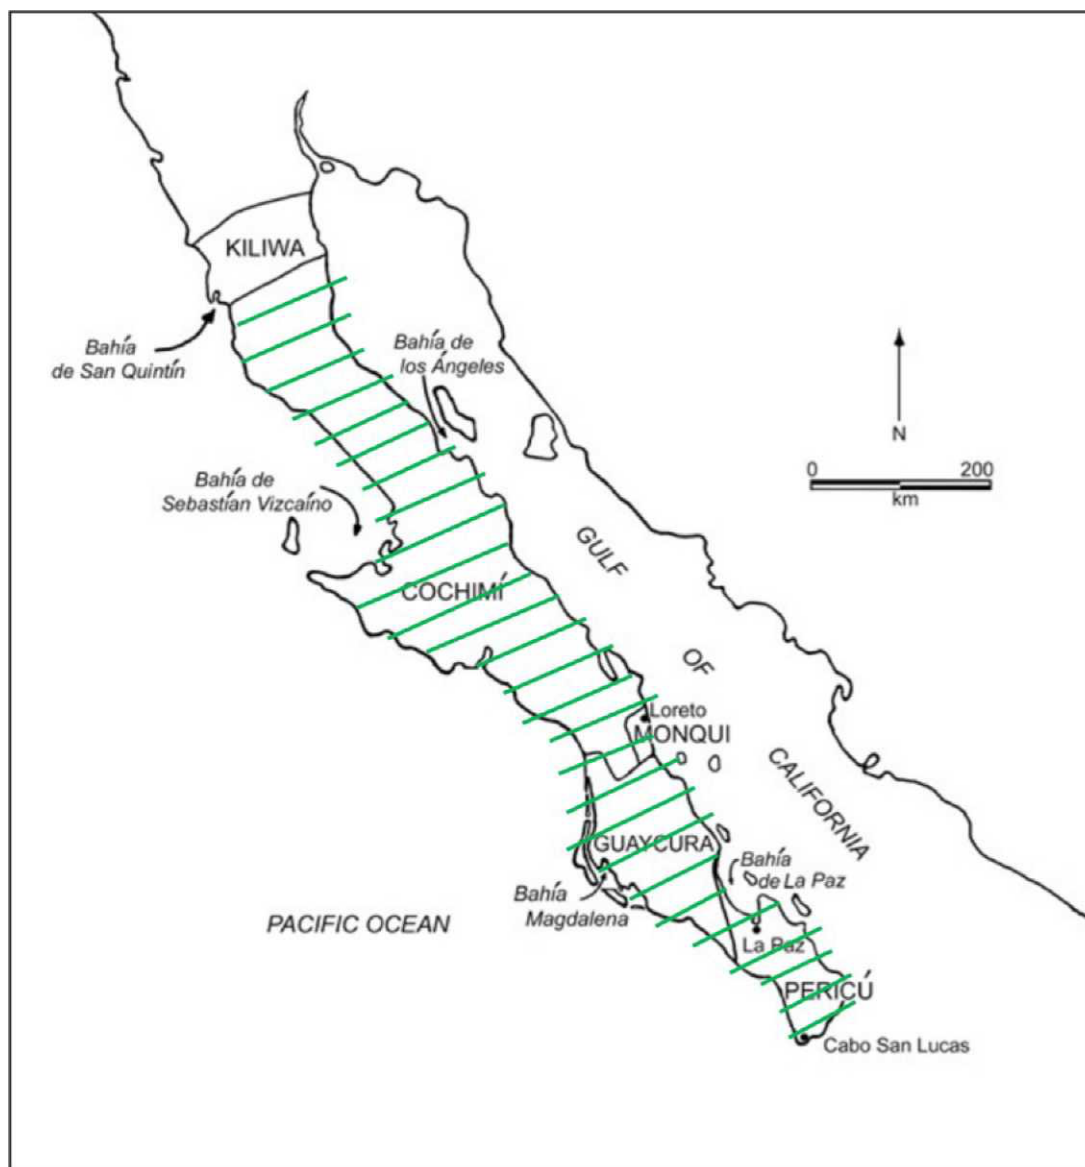 KILIWA
Bahía
de San Quintín
Bahía de
los Ángeles
N
0 200
km
Bahía de
Sebastían Vizcaíno
GULF
COCHIMÍ
OF
Loreto
MONQUI
CALIFORNIA
GUAYCURA
Bahía
de La Paz
Bahía
Magdalena
PACIFIC OCEAN
La Paz
PERICÚ
Cabo San Lucas